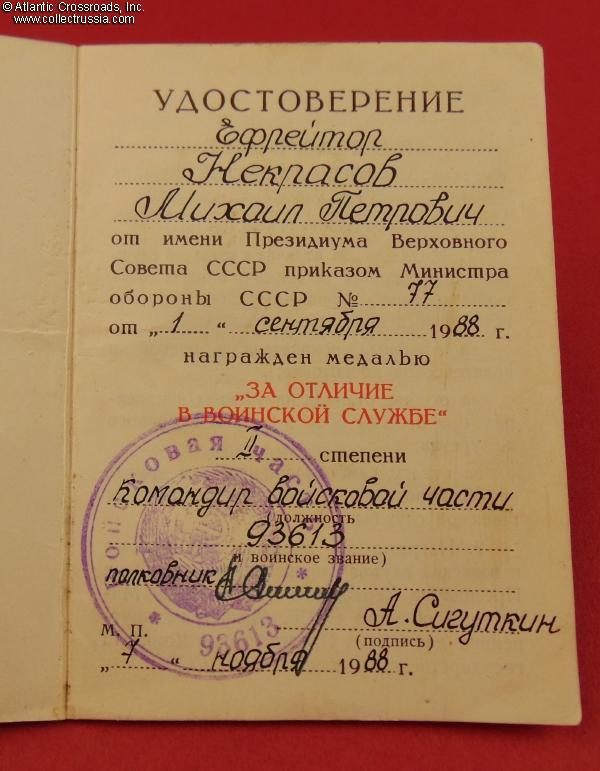 © Atlantic Crossroads, Inc.
www.collectrussia.com
УДОСТОВЕРЕНИЕ
Ефрейтор
Некрасов
Михаил Петрович
от имени Президиума Верховного
Совета СССР приказом Министра
обороны СССР № 77
от „1“ сентября 1988 г.
награжден медалью
„ЗА ОТЛИЧИЕ
В ВОИНСКОЙ СЛУЖБЕ“
II степени
Командир войсковой части
(должность
93613
и воинское звание)
полковник
А. Сигуткин
М. П.
(подпись)
„7“ ноября 1988 г.
Войсковая часть
* 93613 *